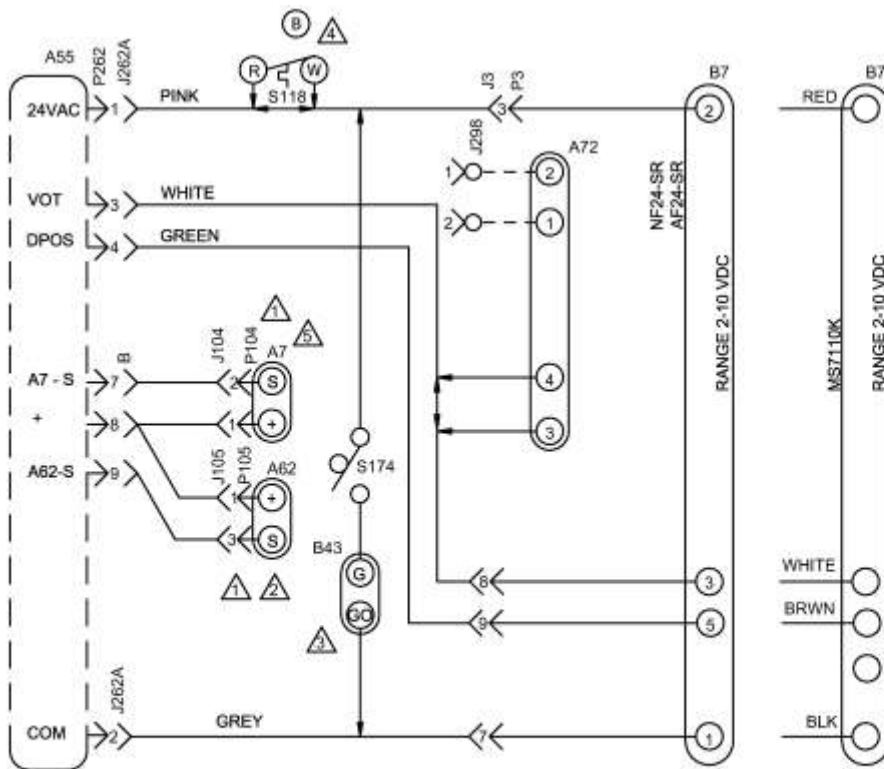 B
4
A55
P262
J262A
R
W
S118
24VAC
1
PINK
J3
3
P3
B7
2
RED
B7
J298
1
A72
2
2
1
VOT
3
WHITE
DPOS
4
GREEN
NF24-SR
AF24-SR
RANGE 2-10 VDC
MS7110K
RANGE 2-10 VDC
1
5
B
J104
P104
A7
A7 - S
7
2
S
4
+
8
1
+
3
J105
P105
A62
S174
A62-S
9
1
+
3
S
B43
G
GO
1
2
3
8
3
WHITE
9
5
BRWN
J262A
COM
2
GREY
7
1
BLK